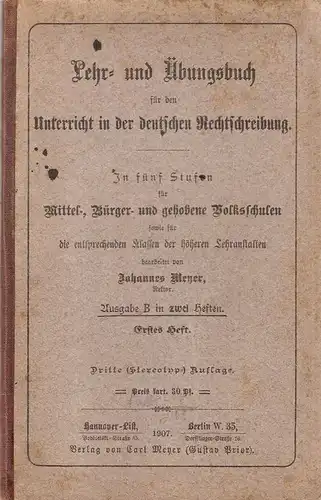 Lehr- und Übungsbuch
für den
Unterricht in der deutschen Rechtschreibung.
In fünf Stufen
für
Mittel-, Bürger- und gehobene Volksschulen
sowie für
die entsprechenden Klassen der höheren Lehranstalten
bearbeitet von
Johannes Meyer,
Rektor.
Ausgabe B in zwei Heften.
Erstes Heft.
Dritte (Stereotyp-) Auflage.
Preis kart. 30 Pf.
Hannover-List, Berlin W. 35,
1907.
Verlag von Carl Meyer (Gustav Prior).